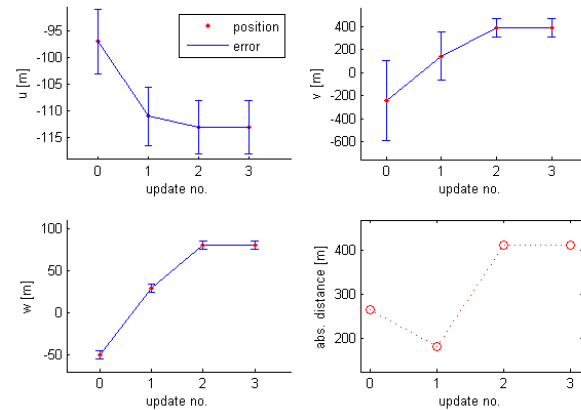 -95
-100
-105
-110
-115
u [m]
0 1 2 3
update no.
position
error
400
200
0
-200
-400
-600
v [m]
0 1 2 3
update no.
100
50
0
-50
w [m]
0 1 2 3
update no.
400
300
200
abs. distance [m]
0 1 2 3
update no.